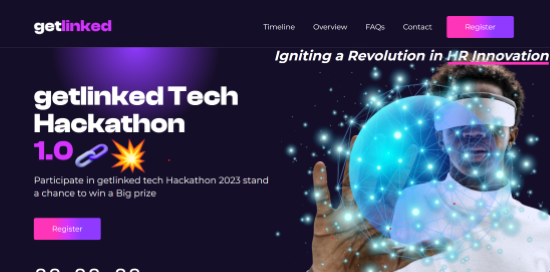 getlinked
Timeline
Overview
FAQs
Contact
Register
Igniting a Revolution in HR Innovation
getlinked Tech
Hackathon
1.0
Participate in getlinked tech Hackathon 2023 stand
a chance to win a Big prize
Register